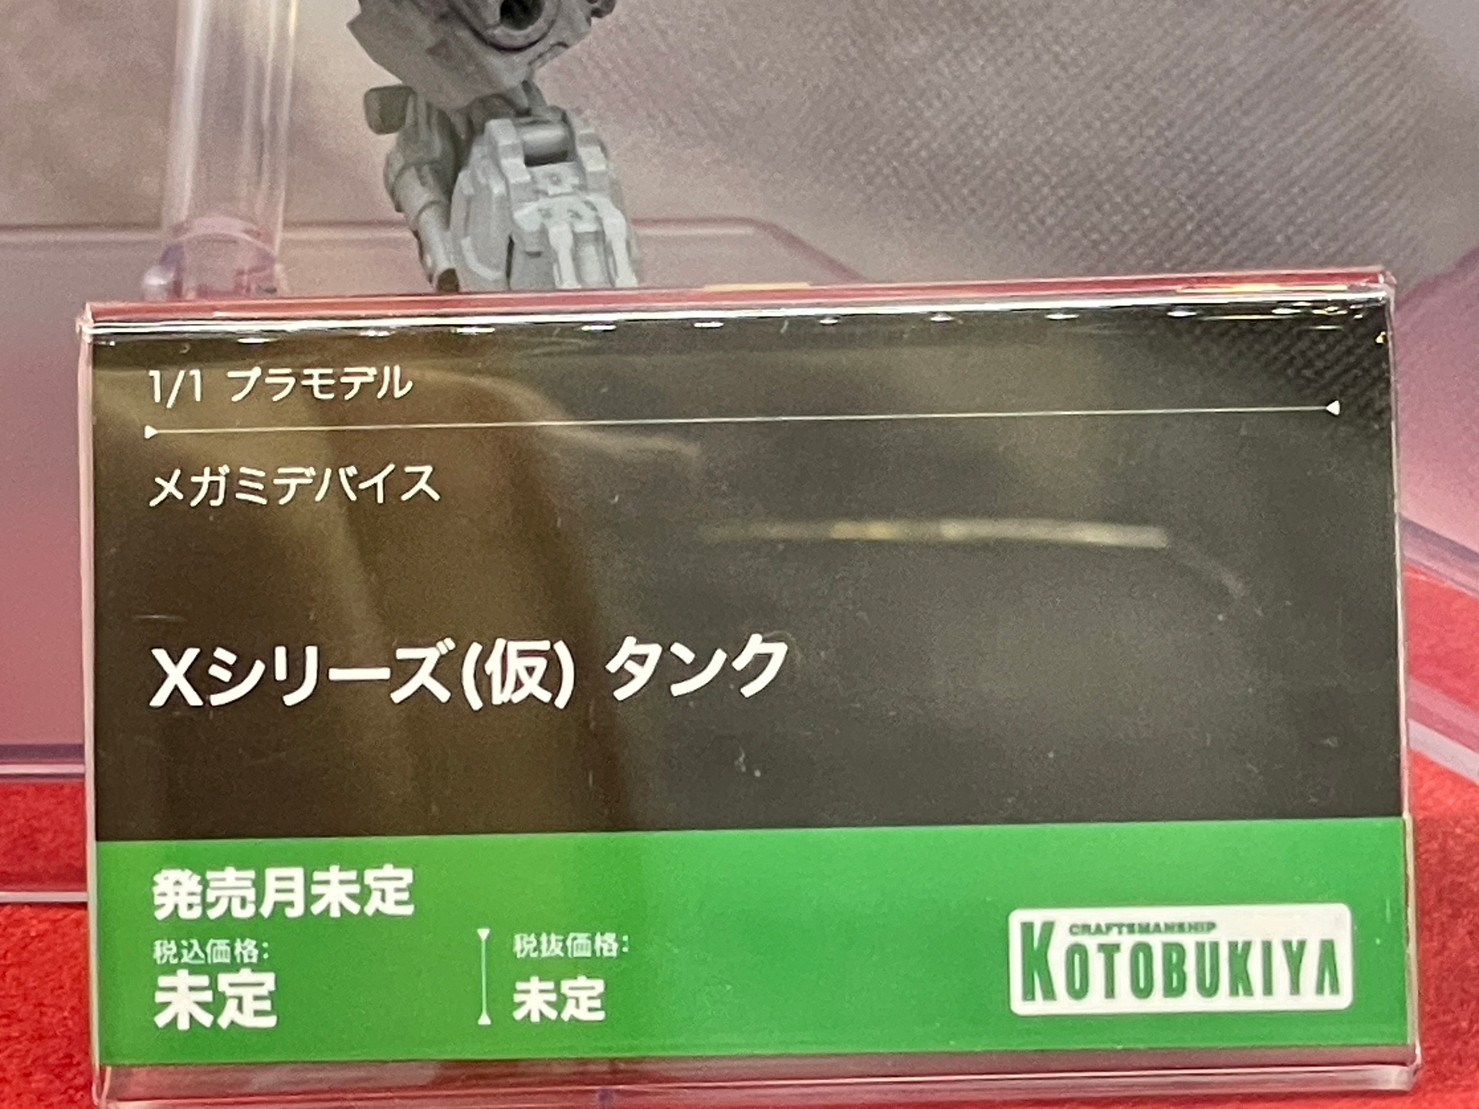 1/1 プラモデル
メガミデバイス
Xシリーズ(仮) タンク
発売月未定
税込価格:
未定
税抜価格:
未定
CRAFTSMANSHIP
KOTOBUKIYA